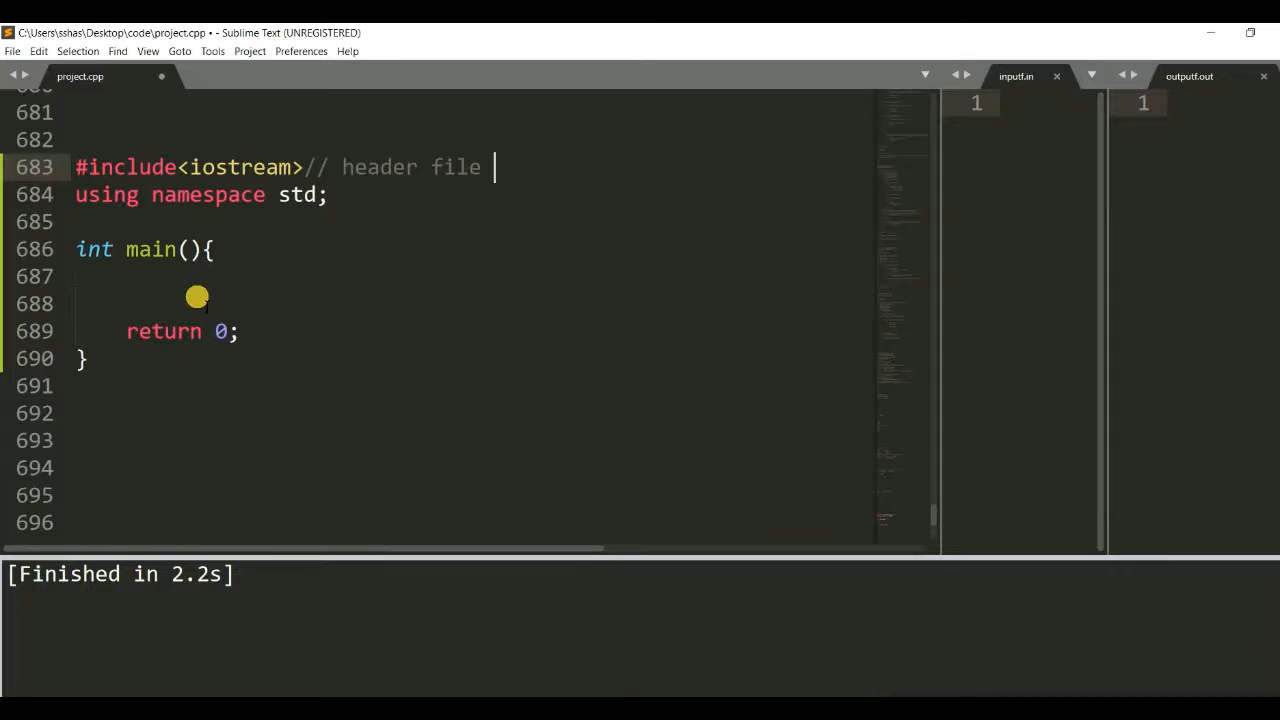 C:\Users\sshas\Desktop\code\project.cpp • - Sublime Text (UNREGISTERED)
File Edit Selection Find View Goto Tools Project Preferences Help
project.cpp inputf.in outputf.out
681
682
683 #include<iostream>// header file
684 using namespace std;
685
686 int main(){
687
688
689     return 0;
690 }
691
692
693
694
695
696
1
1
[Finished in 2.2s]